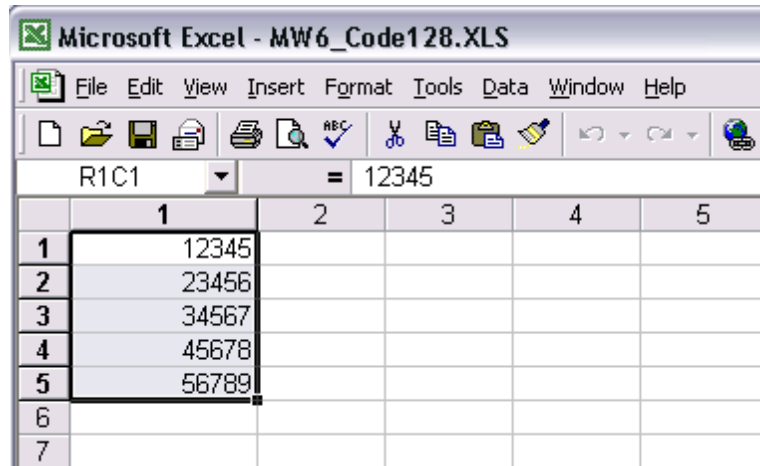 Microsoft Excel - MW6_Code128.XLS
File Edit View Insert Format Tools Data Window Help
ABC
R1C1 = 12345
1 2 3 4 5
1 12345
2 23456
3 34567
4 45678
5 56789
6
7